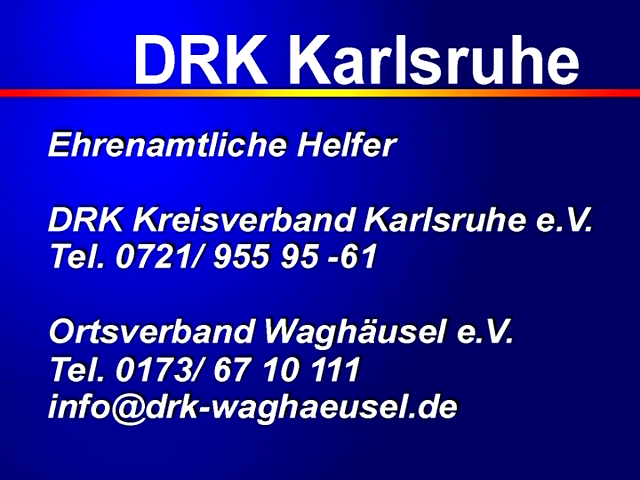 DRK Karlsruhe
Ehrenamtliche Helfer
DRK Kreisverband Karlsruhe e.V.
Tel. 0721/ 955 95 -61
Ortsverband Waghäusel e.V.
Tel. 0173/ 67 10 111
info@drk-waghaeusel.de